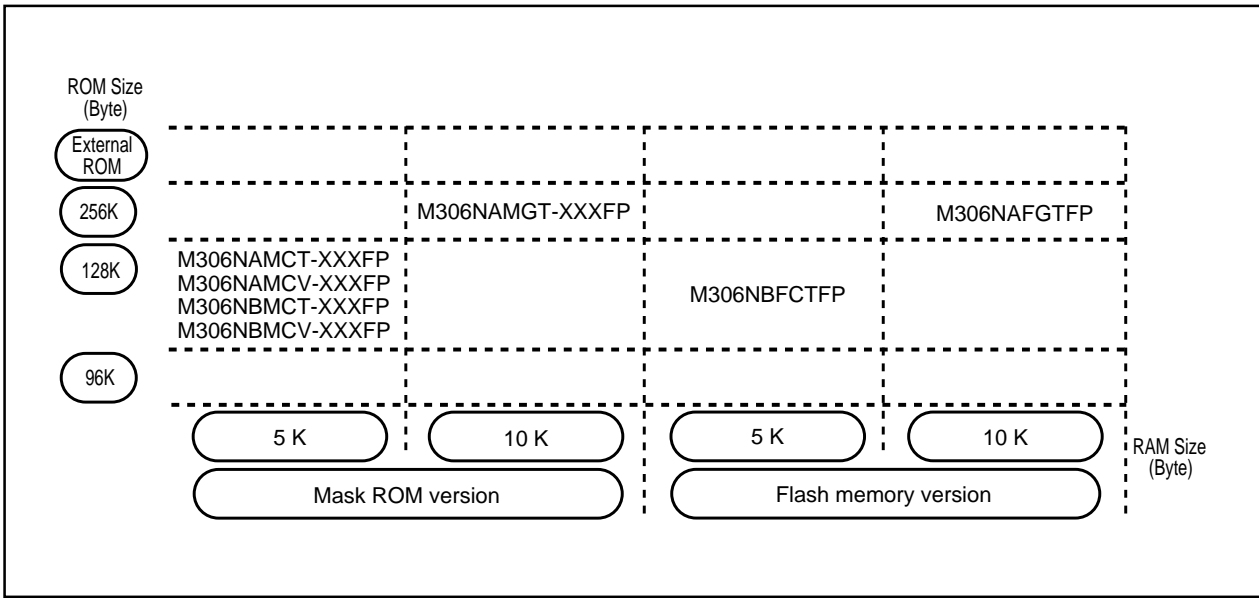 ROM Size
(Byte)
External
ROM
256K
M306NAMGT-XXXFP
M306NAFGTFP
128K
M306NAMCT-XXXFP
M306NAMCV-XXXFP
M306NBMCT-XXXFP
M306NBMCV-XXXFP
M306NBFCTFP
96K
5 K
10 K
5 K
10 K
RAM Size
(Byte)
Mask ROM version
Flash memory version